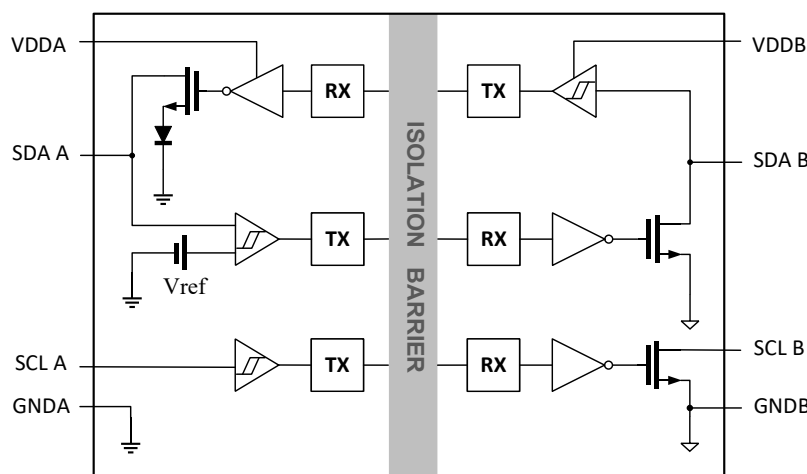 VDDA
VDDB
RX
TX
SDA A
SDA B
ISOLATION BARRIER
TX
RX
Vref
SCL A
TX
RX
SCL B
GNDA
GNDB